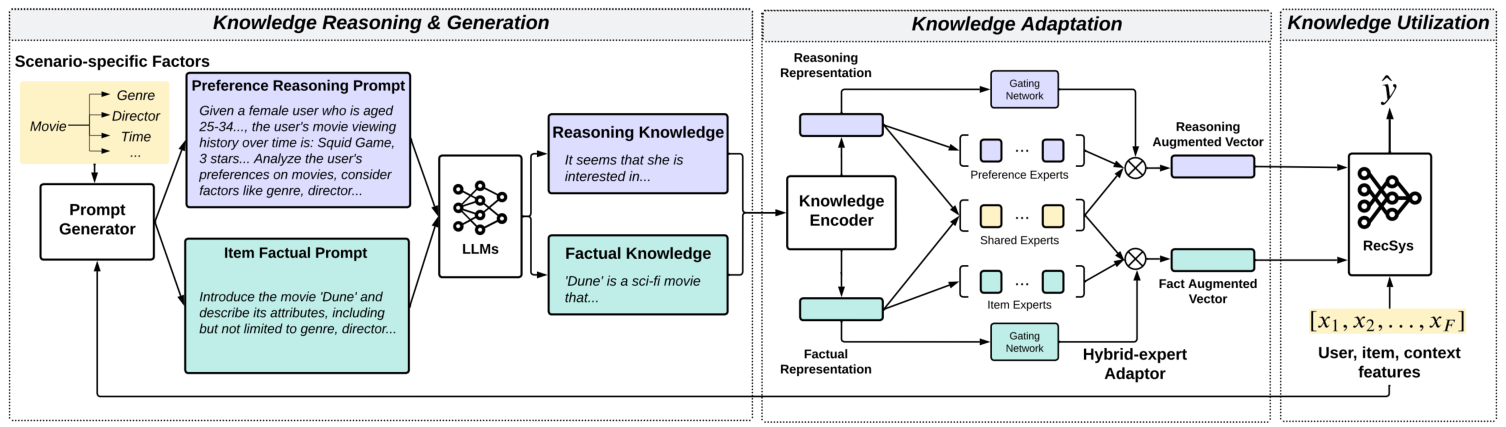 Knowledge Reasoning & Generation
Scenario-specific Factors
Movie
Genre
Director
Time
...
Prompt
Generator
Preference Reasoning Prompt
Given a female user who is aged
25-34..., the user's movie viewing
history over time is: Squid Game,
3 stars... Analyze the user's
preferences on movies, consider
factors like genre, director...
Item Factual Prompt
Introduce the movie 'Dune' and
describe its attributes, including
but not limited to genre, director...
LLMs
Reasoning Knowledge
It seems that she is
interested in...
Factual Knowledge
'Dune' is a sci-fi movie
that...
Knowledge Adaptation
Reasoning
Representation
Gating
Network
...
Preference Experts
Knowledge
Encoder
...
Shared Experts
...
Item Experts
Gating
Network
Factual
Representation
Hybrid-expert
Adaptor
Reasoning
Augmented Vector
Fact Augmented
Vector
Knowledge Utilization
ŷ
RecSys
[x₁, x₂, . . . , x_F]
User, item, context
features